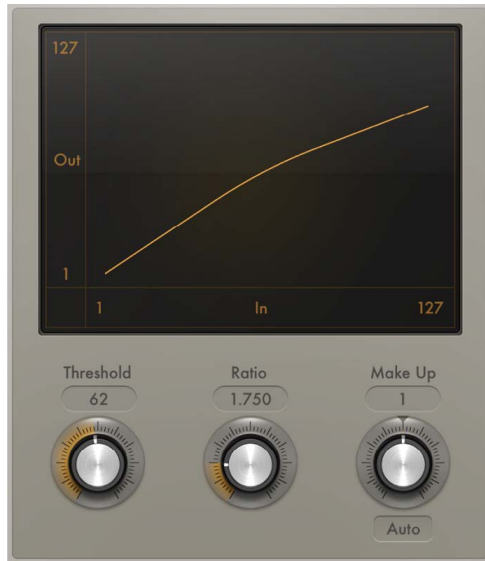 127
Out
1
1 In 127
Threshold Ratio Make Up
62 1.750 1
Auto